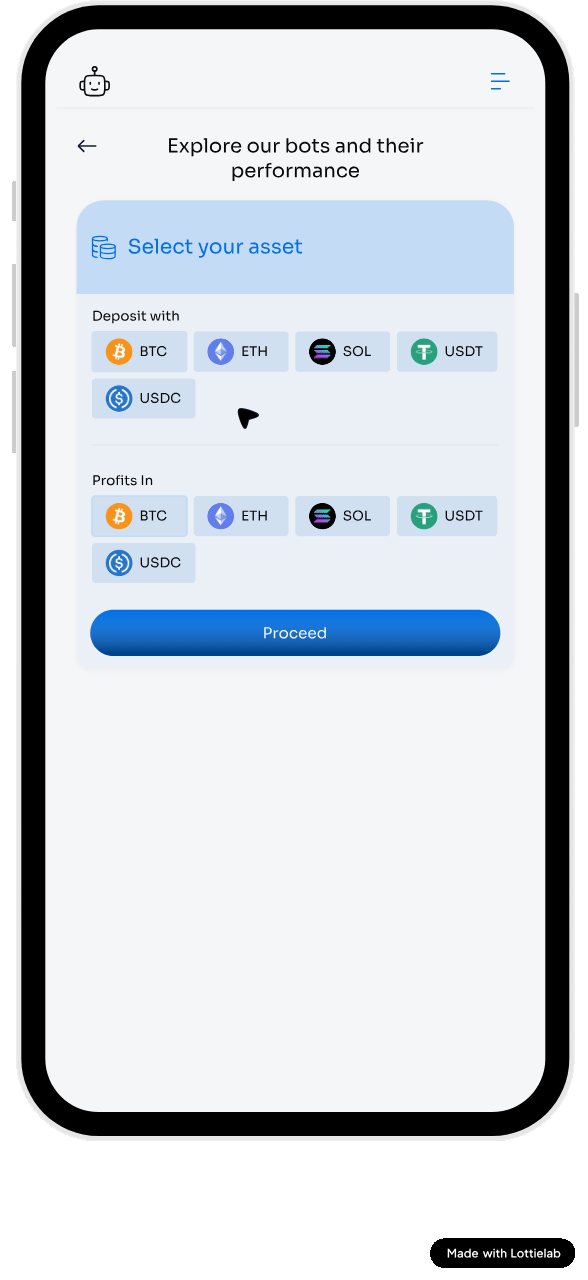 Explore our bots and their
performance
Select your asset
Deposit with
BTC ETH SOL USDT
USDC
Profits In
BTC ETH SOL USDT
USDC
Proceed
Made with Lottielab